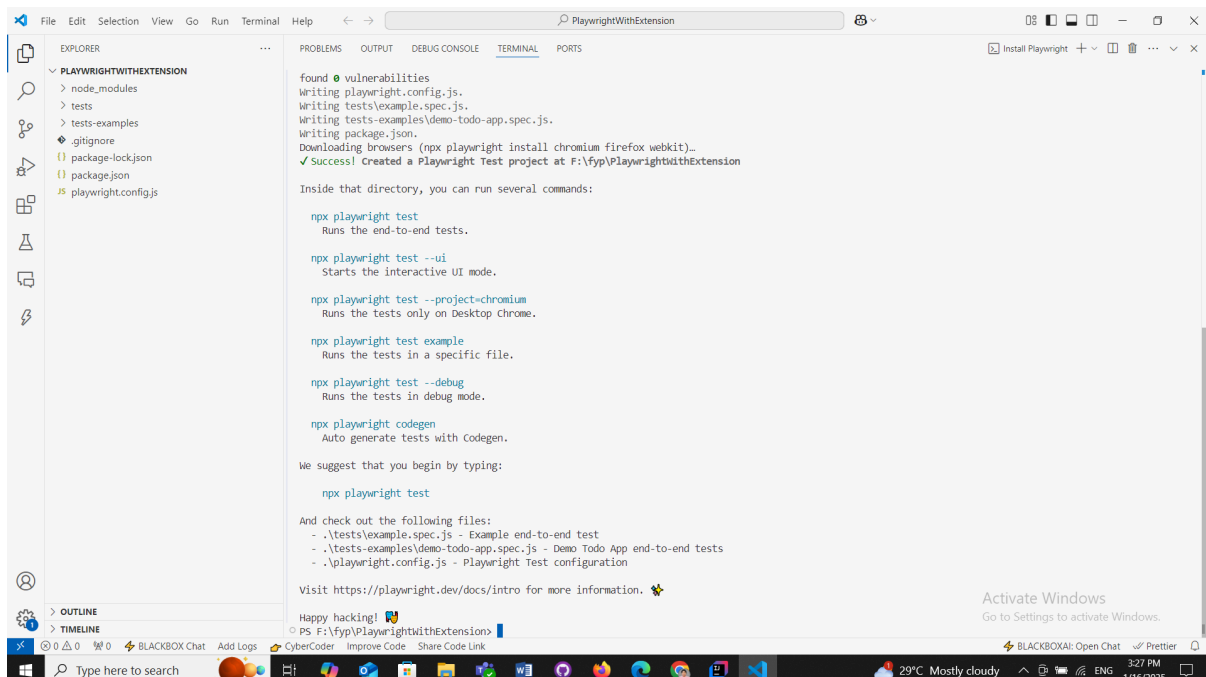 File Edit Selection View Go Run Terminal Help
PlaywrightWithExtension
EXPLORER
PLAYWRIGHTWITHEXTENSION
node_modules
tests
tests-examples
.gitignore
package-lock.json
package.json
JS playwright.config.js
OUTLINE
TIMELINE
PROBLEMS OUTPUT DEBUG CONSOLE TERMINAL PORTS
Install Playwright
found 0 vulnerabilities
Writing playwright.config.js.
Writing tests\example.spec.js.
Writing tests-examples\demo-todo-app.spec.js.
Writing package.json.
Downloading browsers (npx playwright install chromium firefox webkit)…
✓ Success! Created a Playwright Test project at F:\fyp\PlaywrightWithExtension
Inside that directory, you can run several commands:
npx playwright test
Runs the end-to-end tests.
npx playwright test --ui
Starts the interactive UI mode.
npx playwright test --project=chromium
Runs the tests only on Desktop Chrome.
npx playwright test example
Runs the tests in a specific file.
npx playwright test --debug
Runs the tests in debug mode.
npx playwright codegen
Auto generate tests with Codegen.
We suggest that you begin by typing:
npx playwright test
And check out the following files:
- .\tests\example.spec.js - Example end-to-end test
- .\tests-examples\demo-todo-app.spec.js - Demo Todo App end-to-end tests
- .\playwright.config.js - Playwright Test configuration
Visit https://playwright.dev/docs/intro for more information. ✨
Happy hacking! 🎭
PS F:\fyp\PlaywrightWithExtension>
Activate Windows
Go to Settings to activate Windows.
0 0 0 BLACKBOX Chat Add Logs CyberCoder Improve Code Share Code Link
BLACKBOXAI: Open Chat Prettier
Type here to search
29°C Mostly cloudy ENG 3:27 PM
1/16/2025